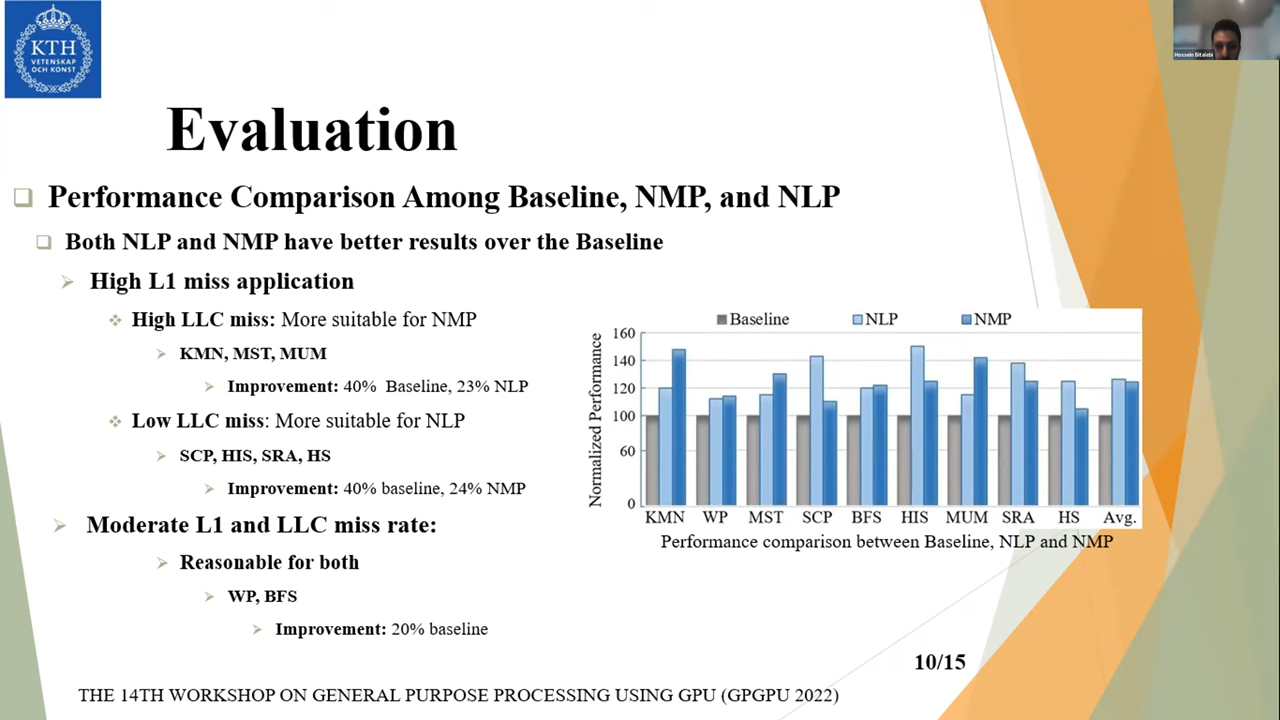 KTH
VETENSKAP
OCH KONST
Hossein Bitalebi
Evaluation
Performance Comparison Among Baseline, NMP, and NLP
Both NLP and NMP have better results over the Baseline
High L1 miss application
High LLC miss: More suitable for NMP
KMN, MST, MUM
Improvement: 40% Baseline, 23% NLP
Low LLC miss: More suitable for NLP
SCP, HIS, SRA, HS
Improvement: 40% baseline, 24% NMP
Moderate L1 and LLC miss rate:
Reasonable for both
WP, BFS
Improvement: 20% baseline
Baseline NLP NMP
Normalized Performance
160
140
120
100
60
0
KMN WP MST SCP BFS HIS MUM SRA HS Avg.
Performance comparison between Baseline, NLP and NMP
10/15
THE 14TH WORKSHOP ON GENERAL PURPOSE PROCESSING USING GPU (GPGPU 2022)